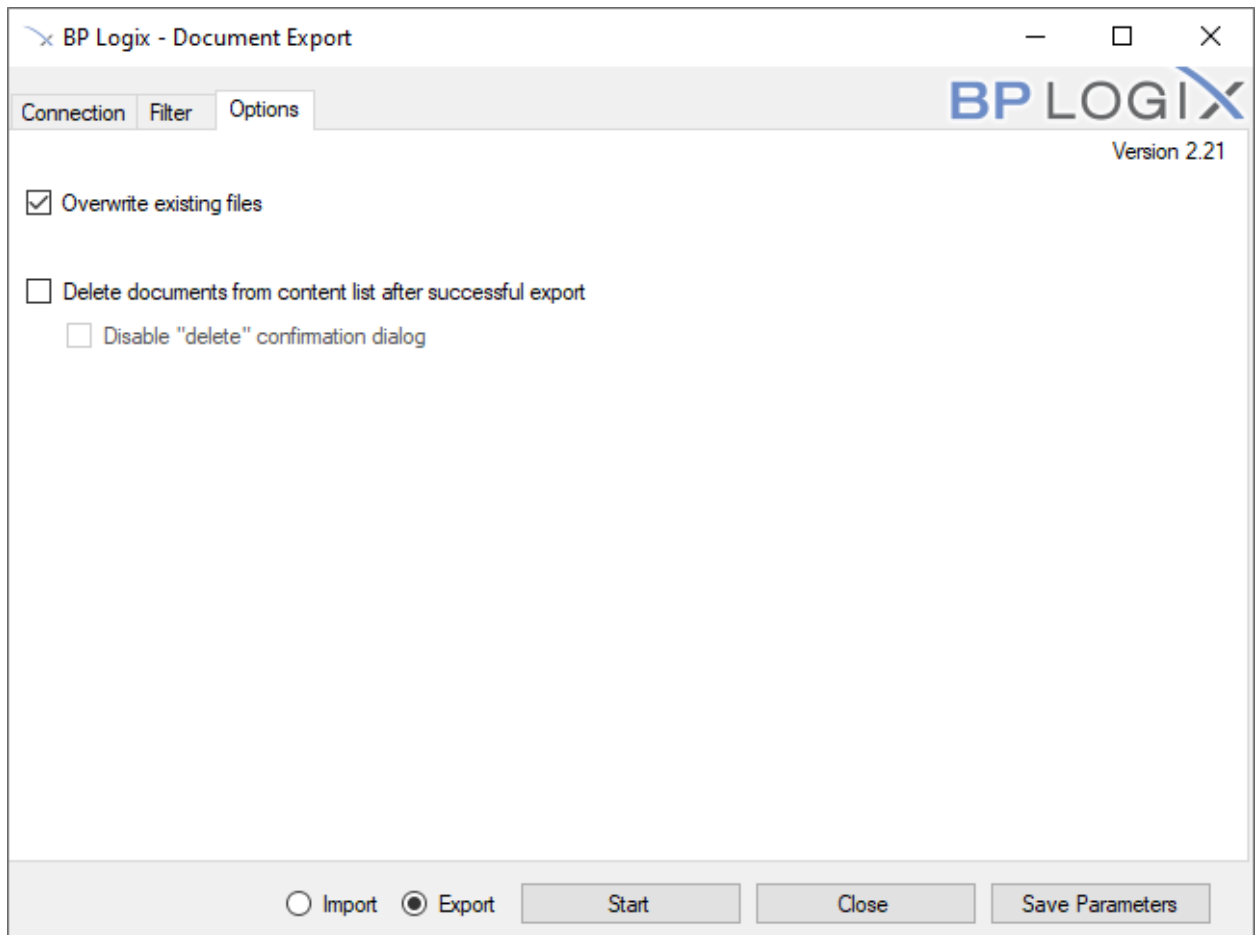 BP Logix - Document Export
Connection Filter Options
BP LOGIX
Version 2.21
Overwrite existing files
Delete documents from content list after successful export
Disable "delete" confirmation dialog
Import Export Start Close Save Parameters